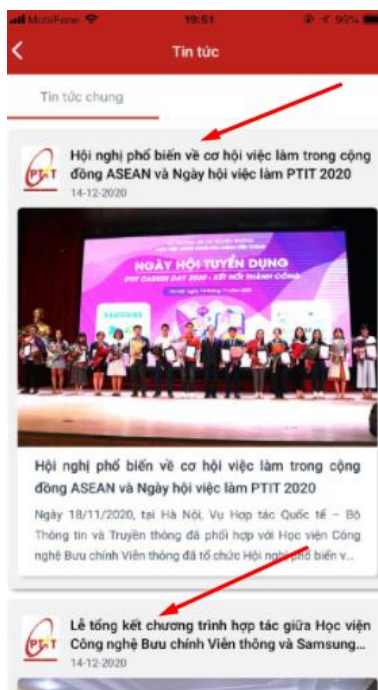 MobiFone 19:51 99%
Tin tức
Tin tức chung
PTIT
Hội nghị phổ biến về cơ hội việc làm trong cộng
đồng ASEAN và Ngày hội việc làm PTIT 2020
14-12-2020
NGÀY HỘI TUYỂN DỤNG
PTIT CAREER DAY 2020 - KẾT NỐI THÀNH CÔNG
Hội nghị phổ biến về cơ hội việc làm trong cộng
đồng ASEAN và Ngày hội việc làm PTIT 2020
Ngày 18/11/2020, tại Hà Nội, Vụ Hợp tác Quốc tế – Bộ
Thông tin và Truyền thông đã phối hợp với Học viện Công
nghệ Bưu chính Viễn thông đã tổ chức Hội nghị phổ biến v...
PTIT
Lễ tổng kết chương trình hợp tác giữa Học viện
Công nghệ Bưu chính Viễn thông và Samsung...
14-12-2020